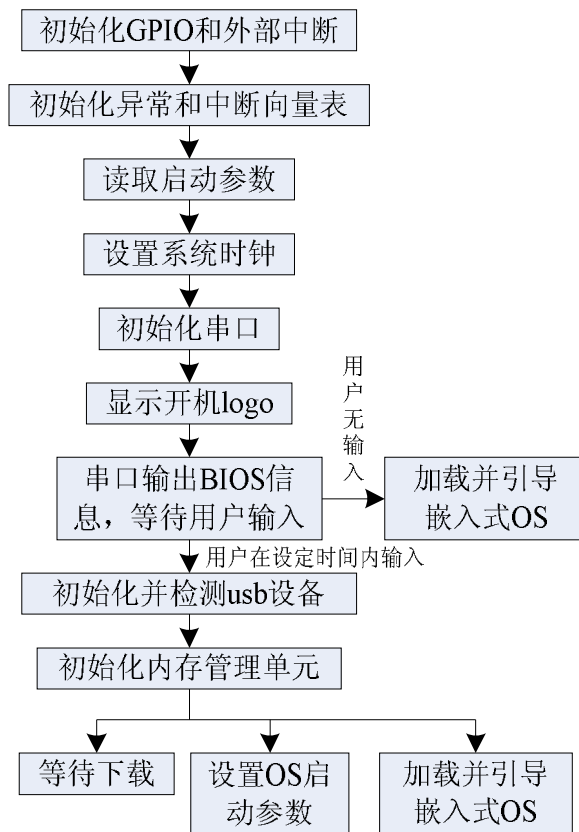 初始化GPIO和外部中断
初始化异常和中断向量表
读取启动参数
设置系统时钟
初始化串口
显示开机logo
用户无输入
串口输出BIOS信
息，等待用户输入
加载并引导
嵌入式OS
用户在设定时间内输入
初始化并检测usb设备
初始化内存管理单元
等待下载
设置OS启
动参数
加载并引导
嵌入式OS